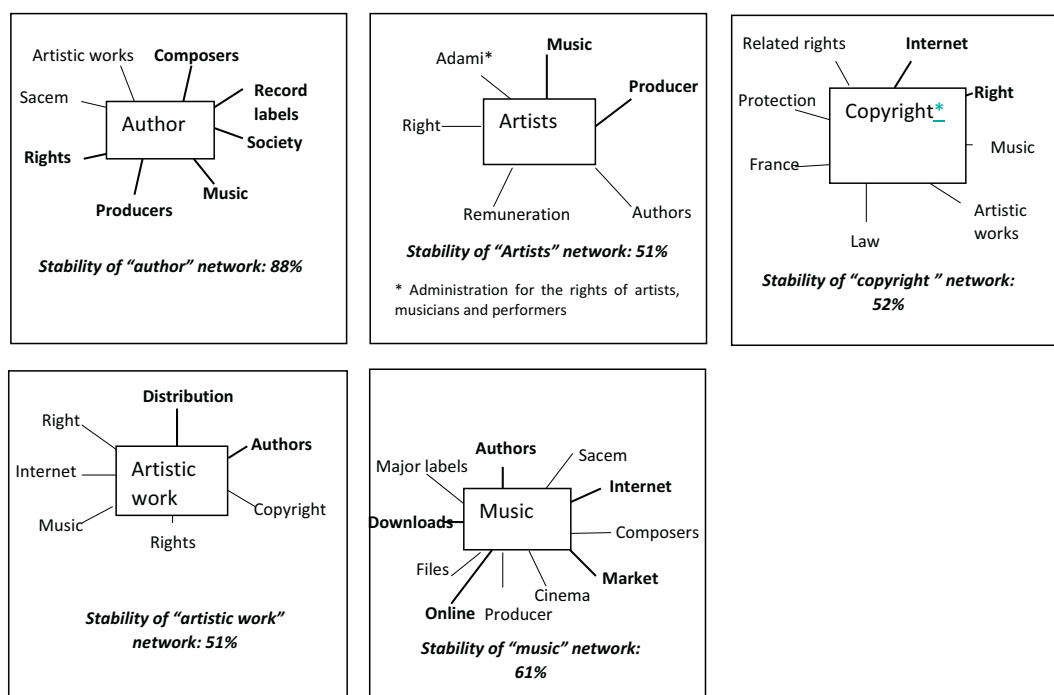 Artistic works
Composers
Sacem
Record
labels
Author
Society
Rights
Music
Producers
Stability of “author” network: 88%
Music
Adami*
Producer
Artists
Right
Remuneration
Authors
Stability of “Artists” network: 51%
* Administration for the rights of artists,
musicians and performers
Related rights
Internet
Right
Protection
Copyright*
Music
France
Artistic
works
Law
Stability of “copyright ” network:
52%
Distribution
Right
Authors
Internet
Artistic
work
Copyright
Music
Rights
Stability of “artistic work”
network: 51%
Authors
Sacem
Major labels
Internet
Downloads
Music
Composers
Files
Market
Cinema
Online
Producer
Stability of “music” network:
61%